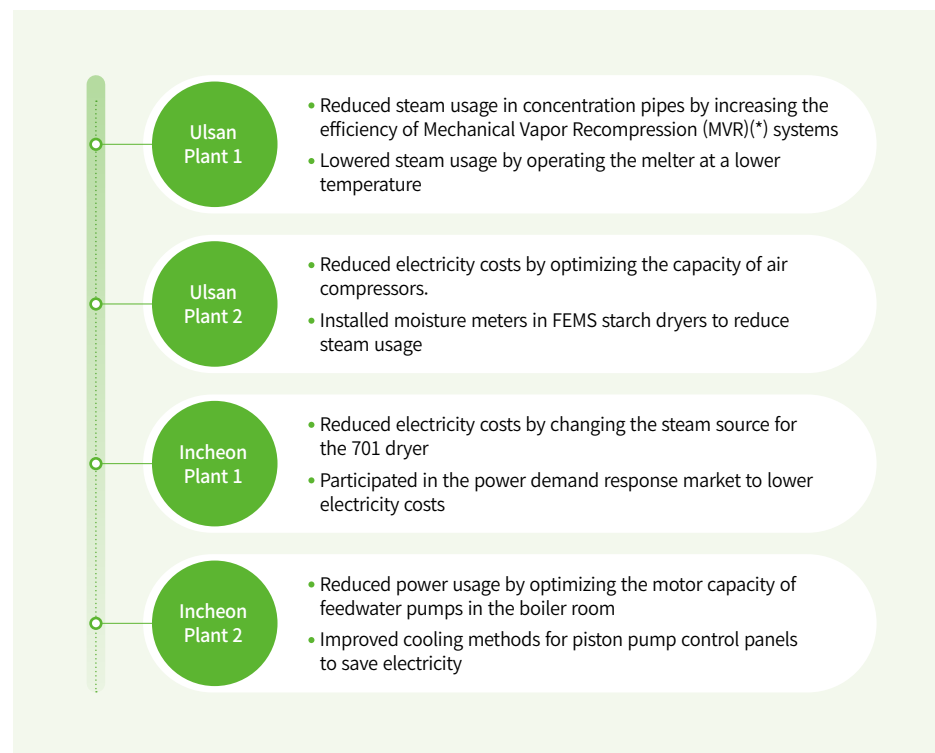 Ulsan
Plant 1
• Reduced steam usage in concentration pipes by increasing the
efficiency of Mechanical Vapor Recompression (MVR)(*) systems
• Lowered steam usage by operating the melter at a lower
temperature
Ulsan
Plant 2
• Reduced electricity costs by optimizing the capacity of air
compressors.
• Installed moisture meters in FEMS starch dryers to reduce
steam usage
Incheon
Plant 1
• Reduced electricity costs by changing the steam source for
the 701 dryer
• Participated in the power demand response market to lower
electricity costs
Incheon
Plant 2
• Reduced power usage by optimizing the motor capacity of
feedwater pumps in the boiler room
• Improved cooling methods for piston pump control panels
to save electricity